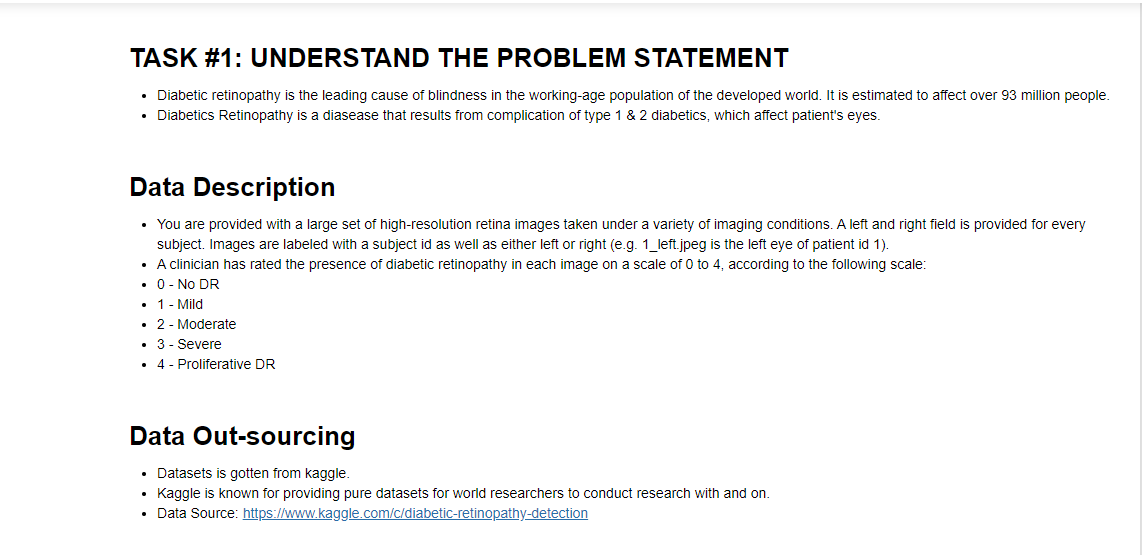 TASK #1: UNDERSTAND THE PROBLEM STATEMENT
• Diabetic retinopathy is the leading cause of blindness in the working-age population of the developed world. It is estimated to affect over 93 million people.
• Diabetics Retinopathy is a diasease that results from complication of type 1 & 2 diabetics, which affect patient's eyes.
Data Description
• You are provided with a large set of high-resolution retina images taken under a variety of imaging conditions. A left and right field is provided for every
subject. Images are labeled with a subject id as well as either left or right (e.g. 1_left.jpeg is the left eye of patient id 1).
• A clinician has rated the presence of diabetic retinopathy in each image on a scale of 0 to 4, according to the following scale:
• 0 - No DR
• 1 - Mild
• 2 - Moderate
• 3 - Severe
• 4 - Proliferative DR
Data Out-sourcing
• Datasets is gotten from kaggle.
• Kaggle is known for providing pure datasets for world researchers to conduct research with and on.
• Data Source: https://www.kaggle.com/c/diabetic-retinopathy-detection